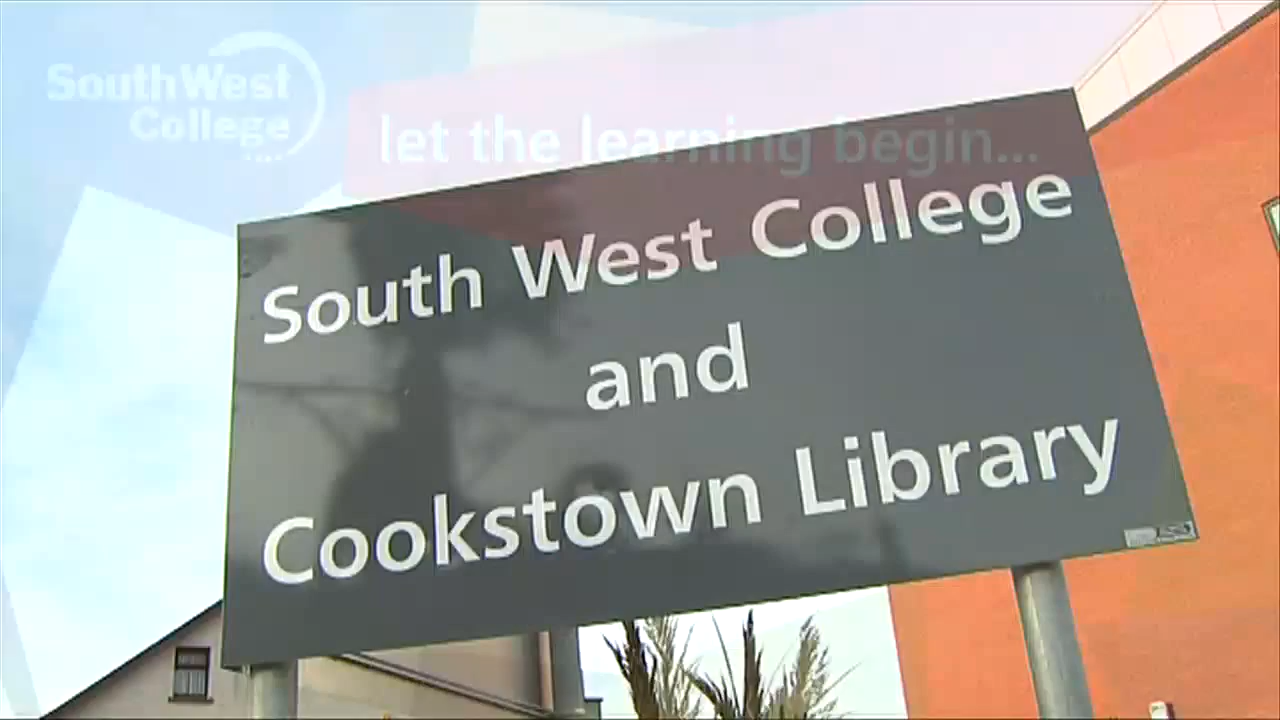 South West
College
let the learning begin...
South West College
and
Cookstown Library